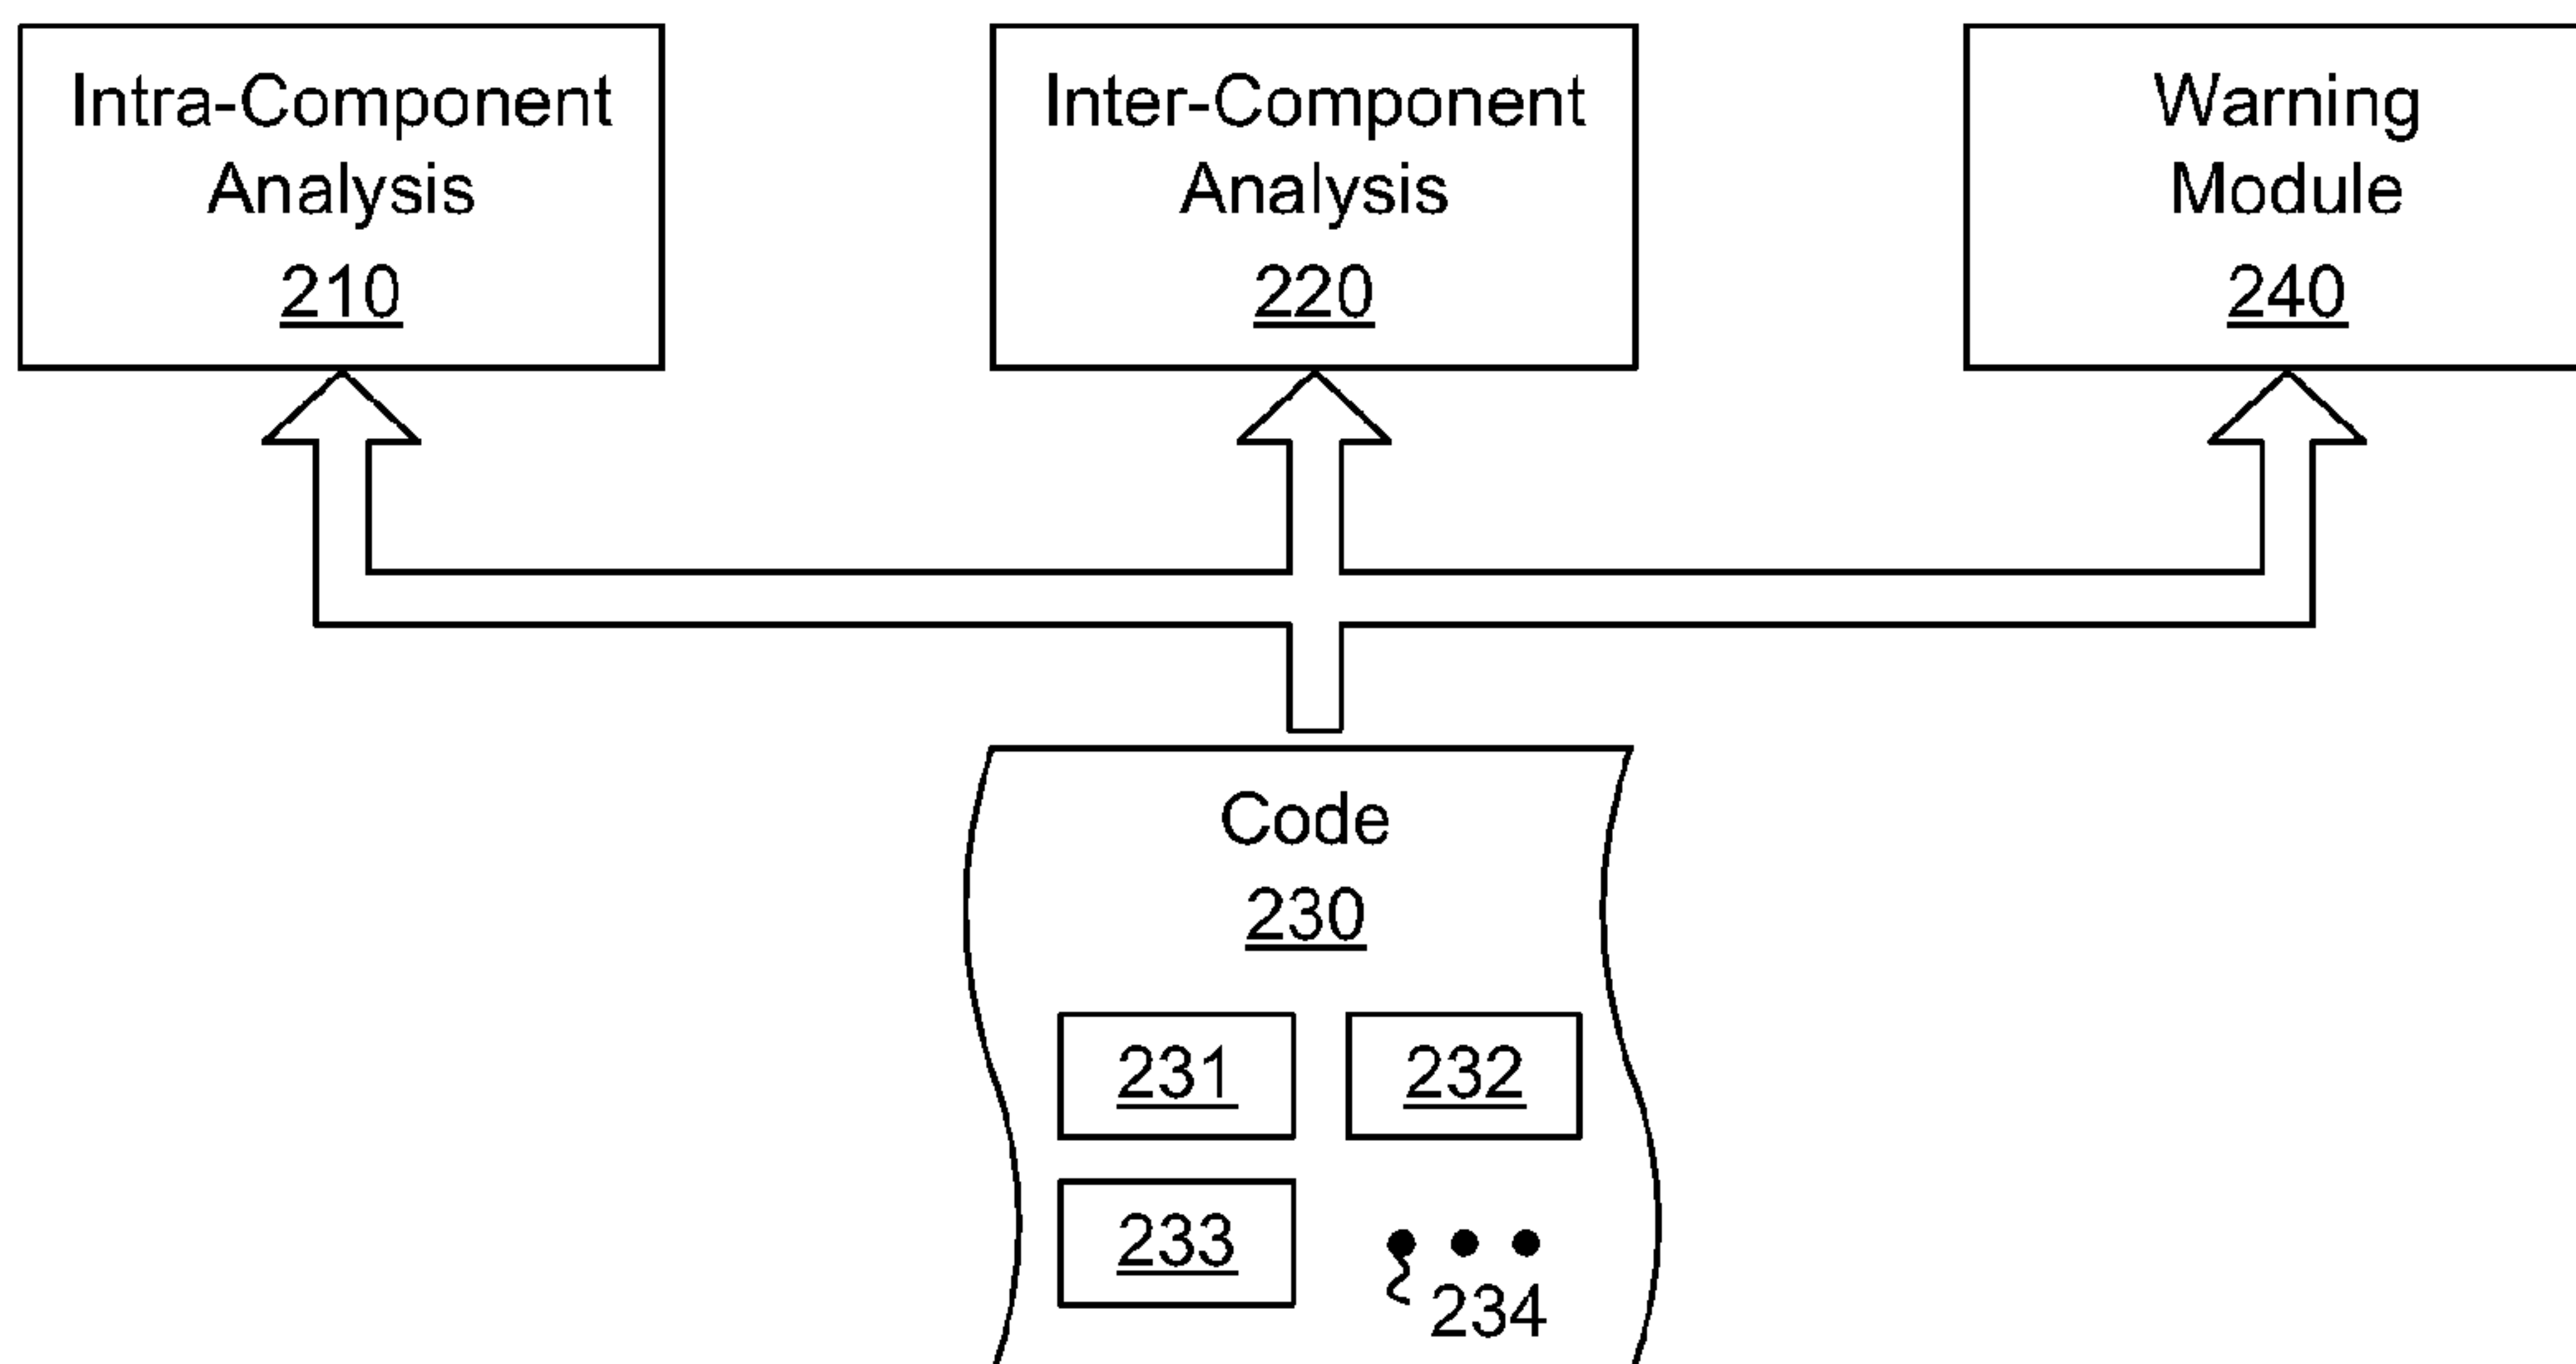 Intra-Component
Analysis
210
Inter-Component
Analysis
220
Warning
Module
240
Code
230
231
232
233
234